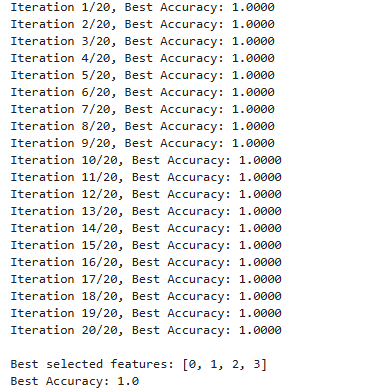 Iteration 1/20, Best Accuracy: 1.0000
Iteration 2/20, Best Accuracy: 1.0000
Iteration 3/20, Best Accuracy: 1.0000
Iteration 4/20, Best Accuracy: 1.0000
Iteration 5/20, Best Accuracy: 1.0000
Iteration 6/20, Best Accuracy: 1.0000
Iteration 7/20, Best Accuracy: 1.0000
Iteration 8/20, Best Accuracy: 1.0000
Iteration 9/20, Best Accuracy: 1.0000
Iteration 10/20, Best Accuracy: 1.0000
Iteration 11/20, Best Accuracy: 1.0000
Iteration 12/20, Best Accuracy: 1.0000
Iteration 13/20, Best Accuracy: 1.0000
Iteration 14/20, Best Accuracy: 1.0000
Iteration 15/20, Best Accuracy: 1.0000
Iteration 16/20, Best Accuracy: 1.0000
Iteration 17/20, Best Accuracy: 1.0000
Iteration 18/20, Best Accuracy: 1.0000
Iteration 19/20, Best Accuracy: 1.0000
Iteration 20/20, Best Accuracy: 1.0000
Best selected features: [0, 1, 2, 3]
Best Accuracy: 1.0